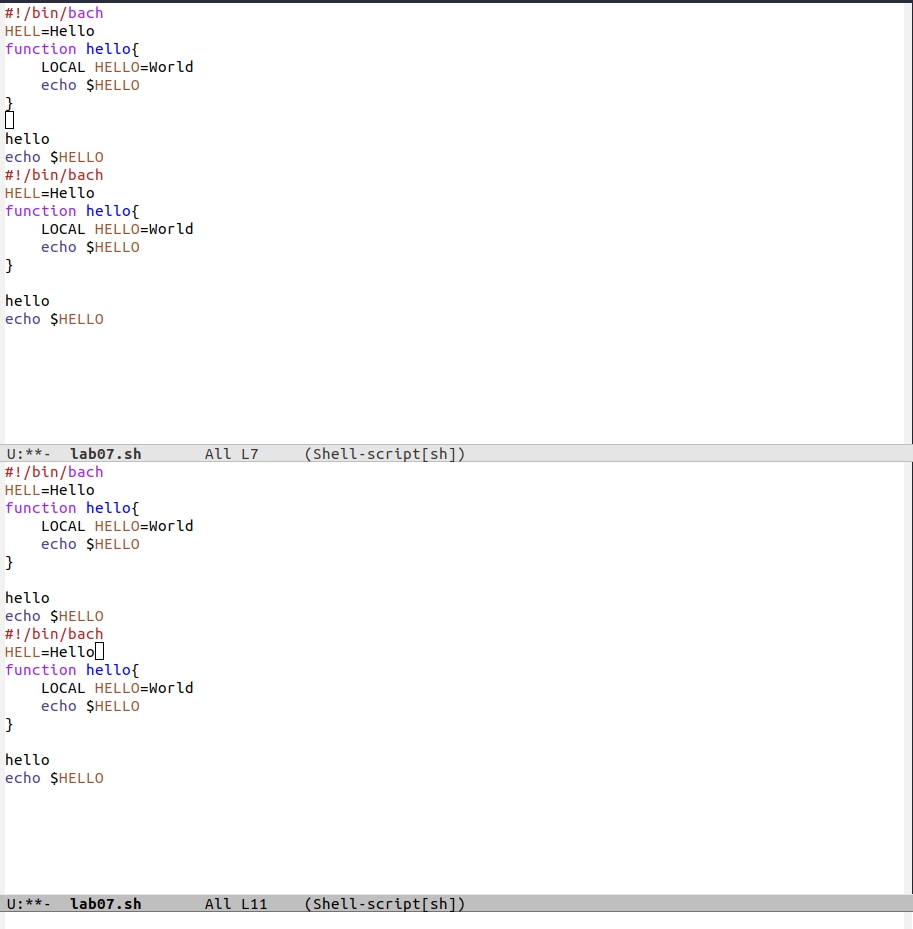 #!/bin/bach
HELL=Hello
function hello{
    LOCAL HELLO=World
    echo $HELLO
}
hello
echo $HELLO
#!/bin/bach
HELL=Hello
function hello{
    LOCAL HELLO=World
    echo $HELLO
}
hello
echo $HELLO
U:**-  lab07.sh       All L7     (Shell-script[sh])
#!/bin/bach
HELL=Hello
function hello{
    LOCAL HELLO=World
    echo $HELLO
}
hello
echo $HELLO
#!/bin/bach
HELL=Hello
function hello{
    LOCAL HELLO=World
    echo $HELLO
}
hello
echo $HELLO
U:**-  lab07.sh       All L11    (Shell-script[sh])